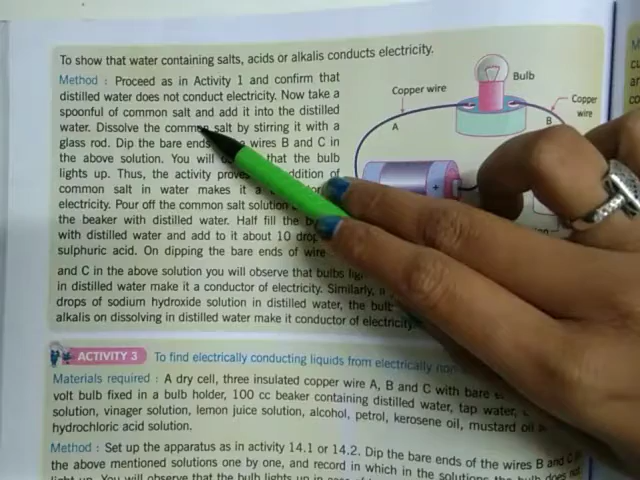 To show that water containing salts, acids or alkalis conducts electricity.
Method : Proceed as in Activity 1 and confirm that
distilled water does not conduct electricity. Now take a
spoonful of common salt and add it into the distilled
water. Dissolve the common salt by stirring it with a
glass rod. Dip the bare ends wires B and C in
the above solution. You will that the bulb
lights up. Thus, the activity proves addition of
common salt in water makes it a
electricity. Pour off the common salt solution
the beaker with distilled water. Half fill the
with distilled water and add to it about 10
sulphuric acid. On dipping the bare ends of wire
and C in the above solution you will observe that bulbs
in distilled water make it a conductor of electricity. Similarly,
drops of sodium hydroxide solution in distilled water, the
alkalis on dissolving in distilled water make it conductor of electricity.
Copper wire
Bulb
Copper
wire
A
B
+
ACTIVITY 3 To find electrically conducting liquids from electrically
Materials required : A dry cell, three insulated copper wire A, B and C with bare
volt bulb fixed in a bulb holder, 100 cc beaker containing distilled water, tap water,
solution, vinager solution, lemon juice solution, alcohol, petrol, kerosene oil, mustard oil
hydrochloric acid solution.
Method : Set up the apparatus as in activity 14.1 or 14.2. Dip the bare ends of the wires B and C
the above mentioned solutions one by one, and record in which in the solutions
You will observe that the bulb lights up in